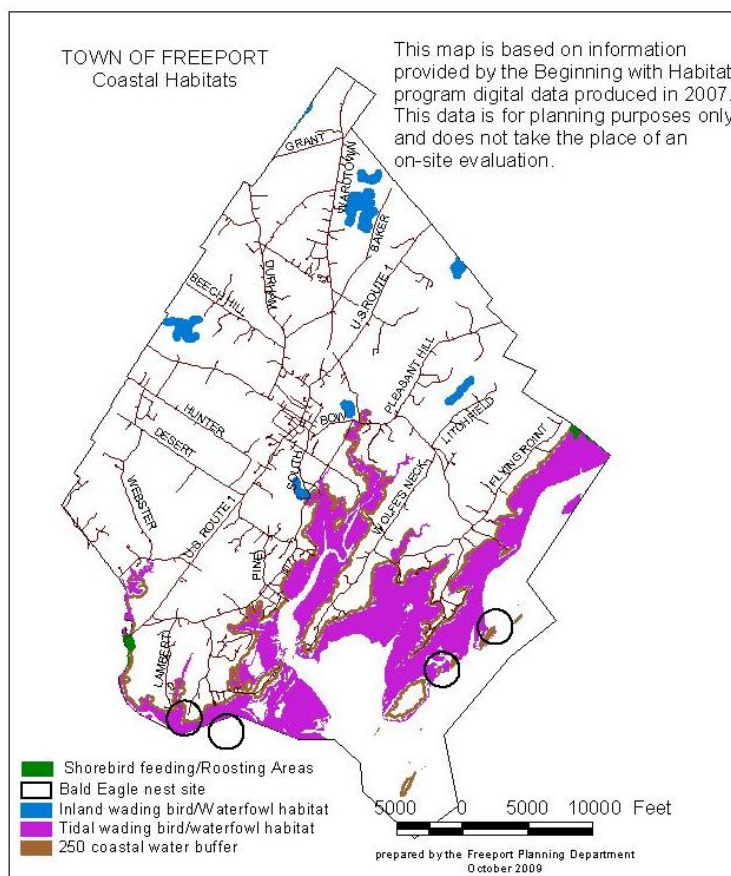 TOWN OF FREEPORT
Coastal Habitats
This map is based on information
provided by the Beginning with Habitat
program digital data produced in 2007.
This data is for planning purposes only
and does not take the place of an
on-site evaluation.
GRANT
WARDTOWN
BAKER
DURHAM
U.S ROUTE 1
BEECH HILL
PLEASANT HILL
HUNTER
BOW
LITCHFIELD
DESERT
SOUTH
FLYING POINT
WEBSTER
WOLFE'S NECK
U.S. ROUTE 1
PINE
LAMBERT
Shorebird feeding/Roosting Areas
Bald Eagle nest site
Inland wading bird/Waterfowl habitat
Tidal wading bird/waterfowl habitat
250 coastal water buffer
5000 0 5000 10000 Feet
prepared by the Freeport Planning Department
October 2009